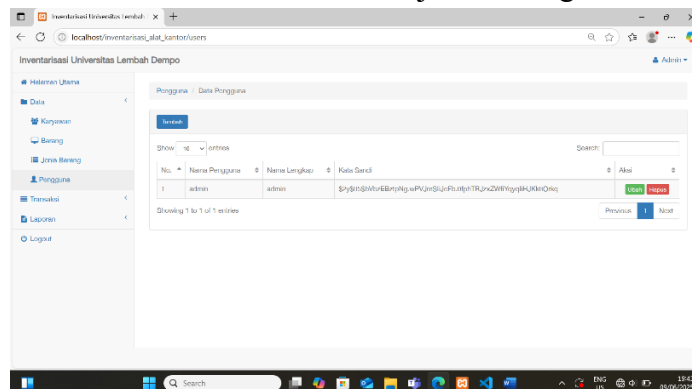 Inventarisasi Universitas Lembah
localhost/inventarisasi_alat_kantor/users
Inventarisasi Universitas Lembah Dempo
Admin
Halaman Utama
Data
Karyawan
Barang
Jenis Barang
Pengguna
Transaksi
Laporan
Logout
Pengguna / Data Pengguna
Tambah
Show 10 entries
Search:
No. Nama Pengguna Nama Lengkap Kata Sandi Aksi
1 admin admin Ubah Hapus
Showing 1 to 1 of 1 entries
Previous 1 Next
Search
ENG
US